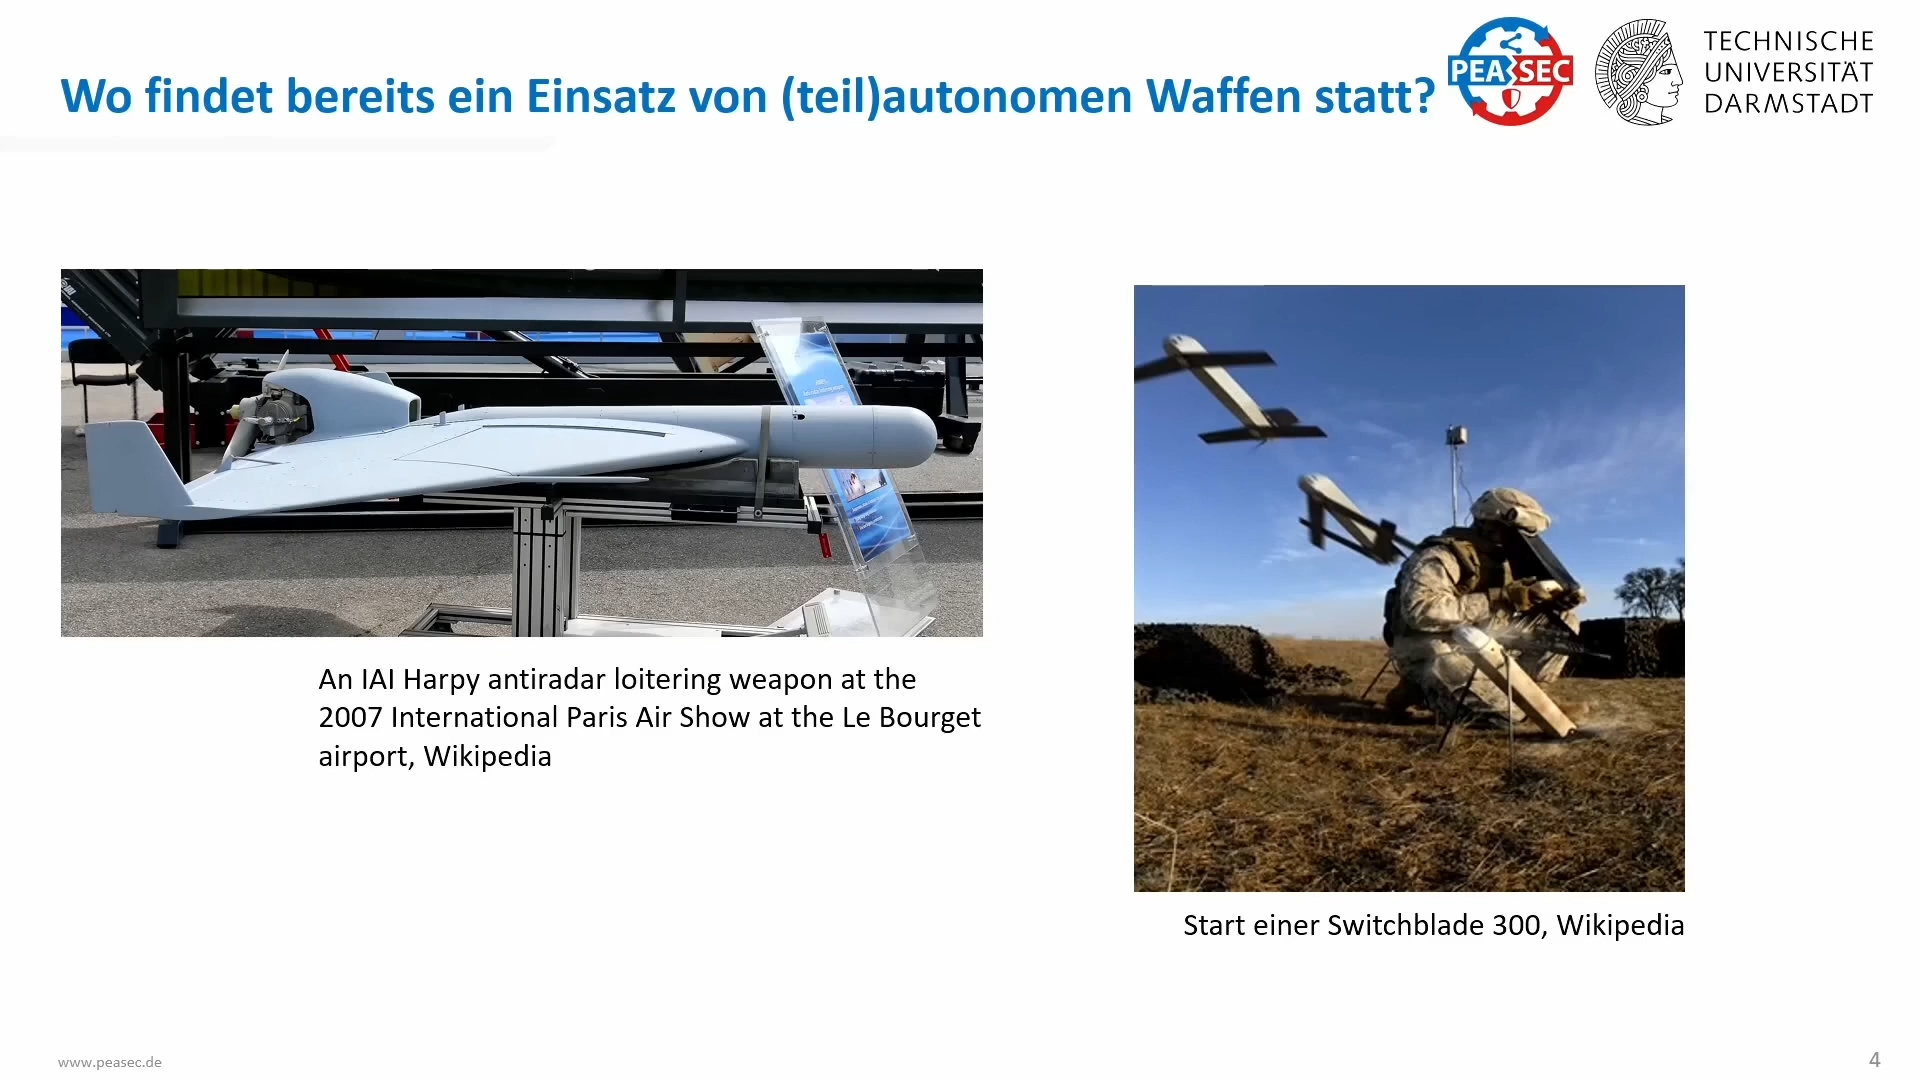 Wo findet bereits ein Einsatz von (teil)autonomen Waffen statt?
PEASEC
TECHNISCHE
UNIVERSITÄT
DARMSTADT
An IAI Harpy antiradar loitering weapon at the
2007 International Paris Air Show at the Le Bourget
airport, Wikipedia
Start einer Switchblade 300, Wikipedia
www.peasec.de
4